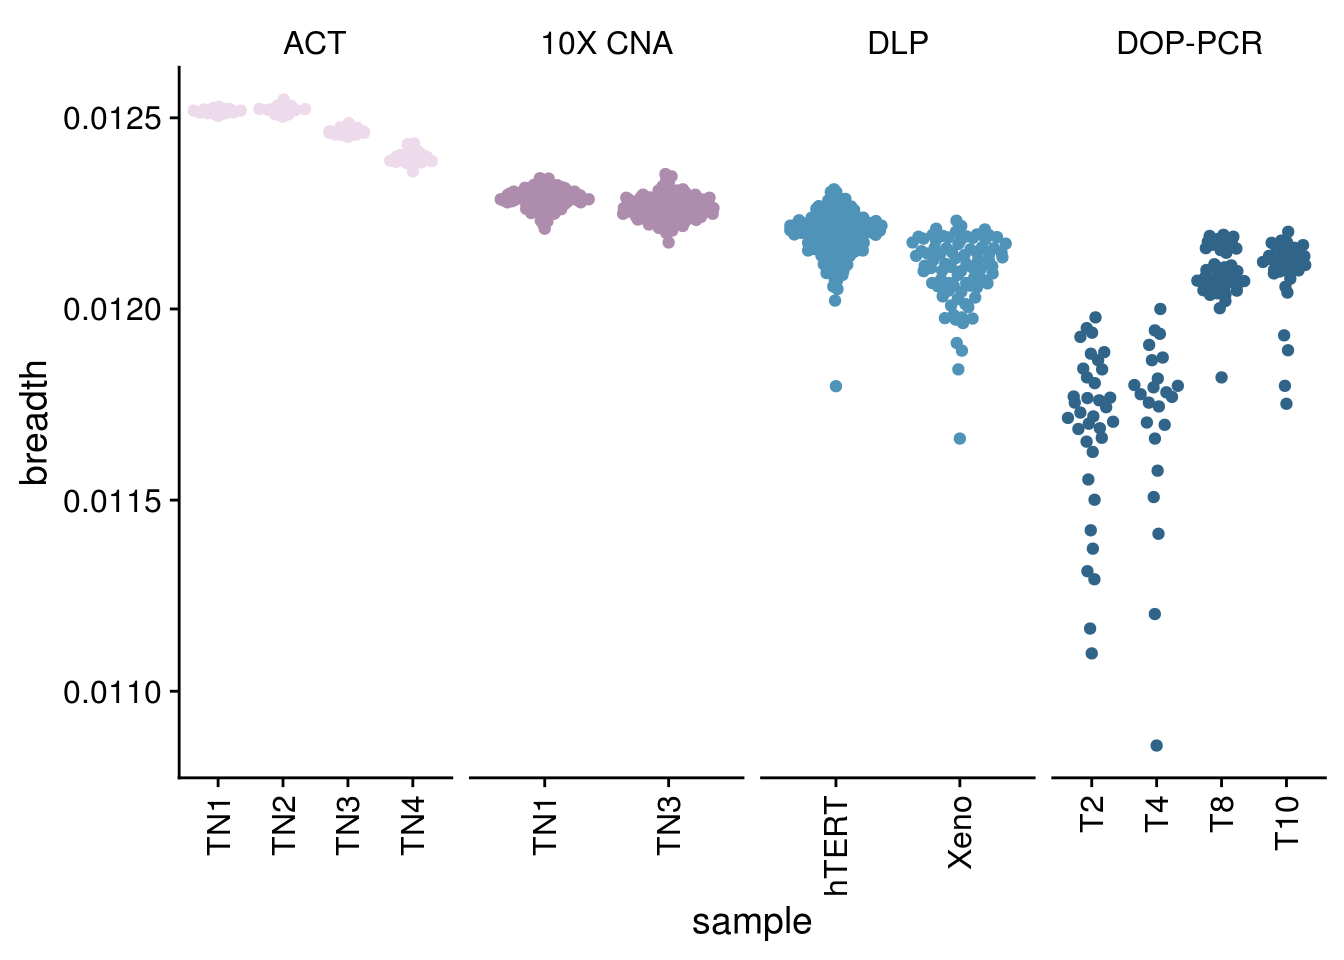 ACT 10X CNA DLP DOP-PCR
0.0125
0.0120
0.0115
0.0110
breadth
TN1 TN2 TN3 TN4 TN1 TN3 hTERT Xeno T2 T4 T8 T10
sample